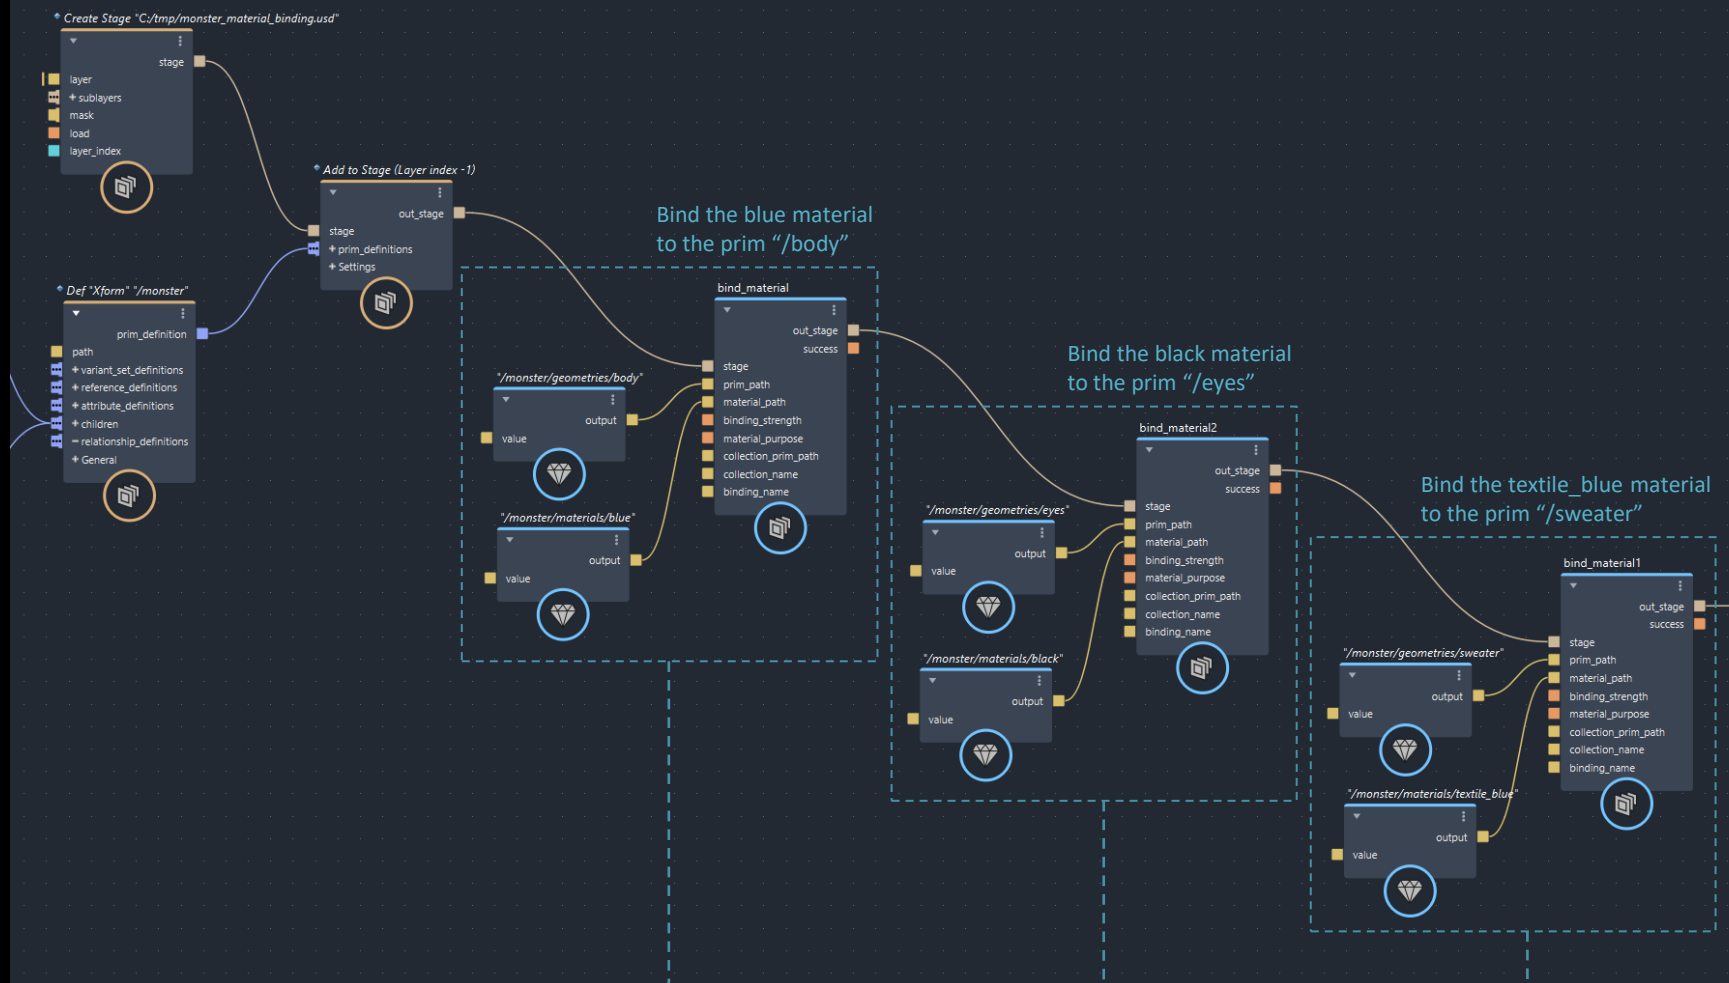 Create Stage "C:/tmp/monster_material_binding.usd"
stage
layer
+ sublayers
mask
load
layer_index
Add to Stage (Layer index -1)
out_stage
stage
+ prim_definitions
+ Settings
Def "Xform" "/monster"
prim_definition
path
+ variant_set_definitions
+ reference_definitions
+ attribute_definitions
+ children
− relationship_definitions
+ General
Bind the blue material
to the prim “/body”
bind_material
out_stage
success
stage
prim_path
material_path
binding_strength
material_purpose
collection_prim_path
collection_name
binding_name
"/monster/geometries/body"
output
value
"/monster/materials/blue"
output
value
Bind the black material
to the prim “/eyes”
bind_material2
out_stage
success
stage
prim_path
material_path
binding_strength
material_purpose
collection_prim_path
collection_name
binding_name
"/monster/geometries/eyes"
output
value
"/monster/materials/black"
output
value
Bind the textile_blue material
to the prim “/sweater”
bind_material1
out_stage
success
stage
prim_path
material_path
binding_strength
material_purpose
collection_prim_path
collection_name
binding_name
"/monster/geometries/sweater"
output
value
"/monster/materials/textile_blue"
output
value